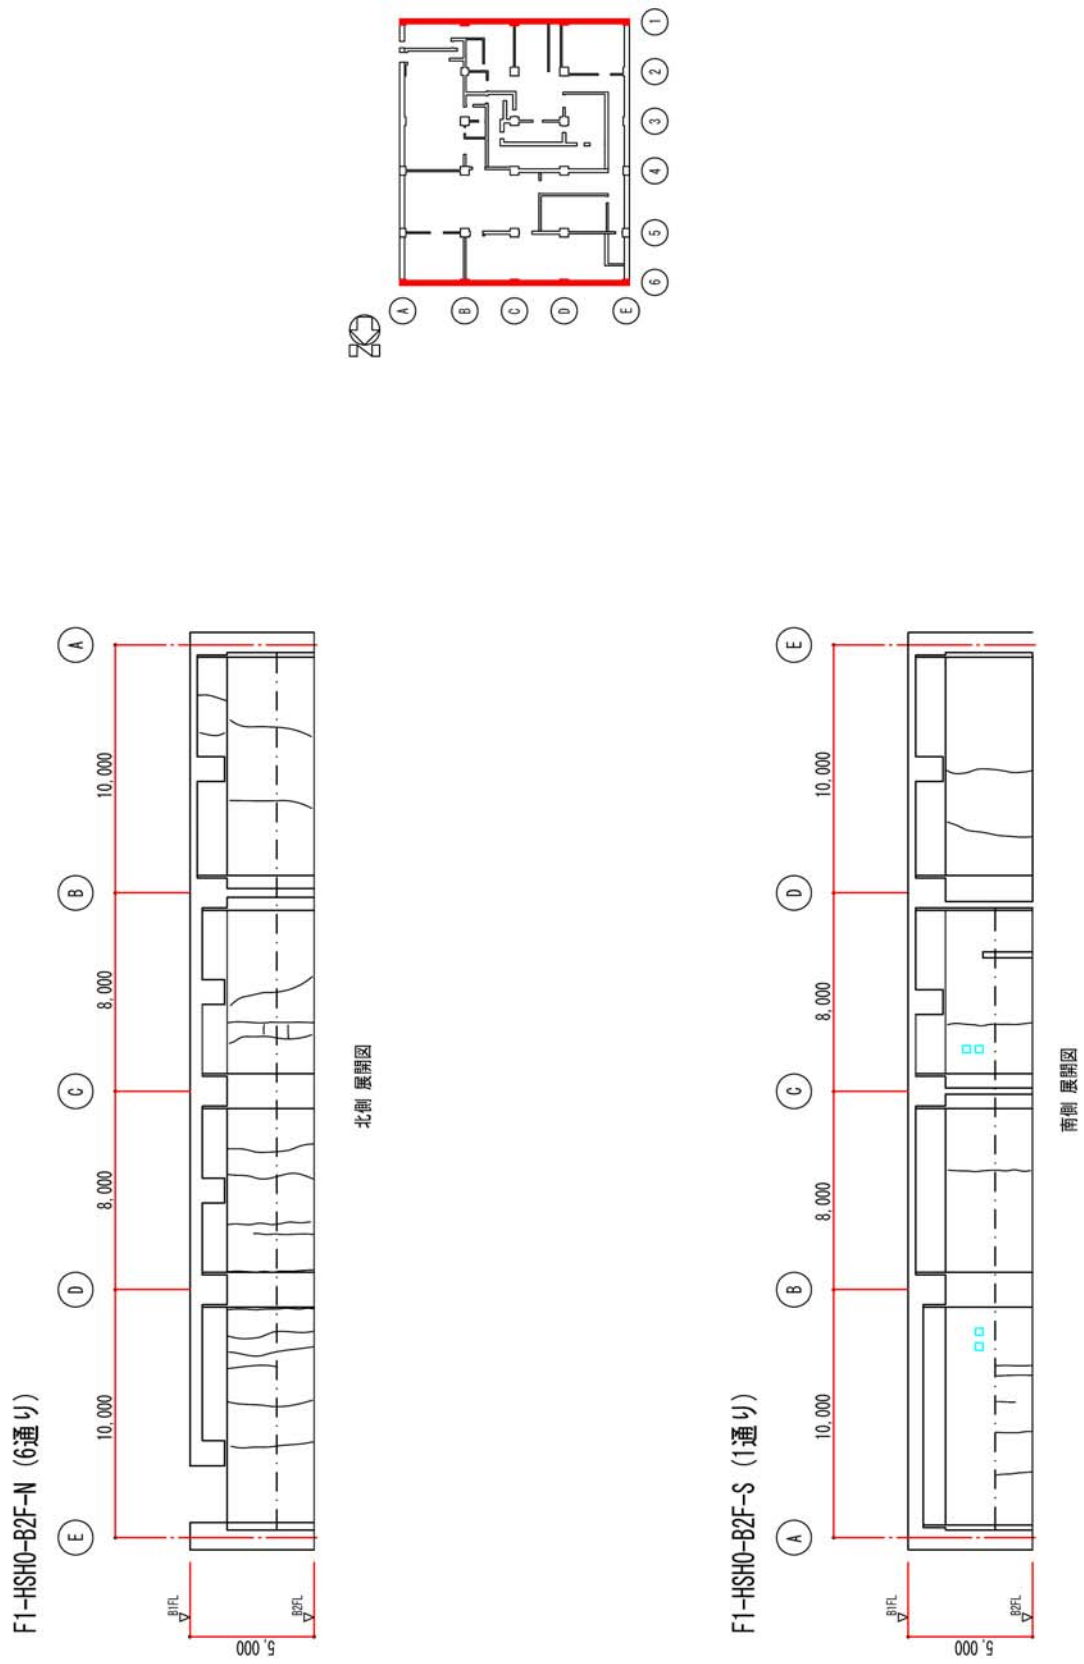 F1-HSHO-B2F-N (6通り)
E
D
C
B
A
10,000
8,000
8,000
10,000
B1FL
B2FL
5,000
北側 展開図
N
A
B
C
D
E
6
5
4
3
2
1
F1-HSHO-B2F-S (1通り)
A
B
C
D
E
10,000
8,000
8,000
10,000
B1FL
B2FL
5,000
南側 展開図